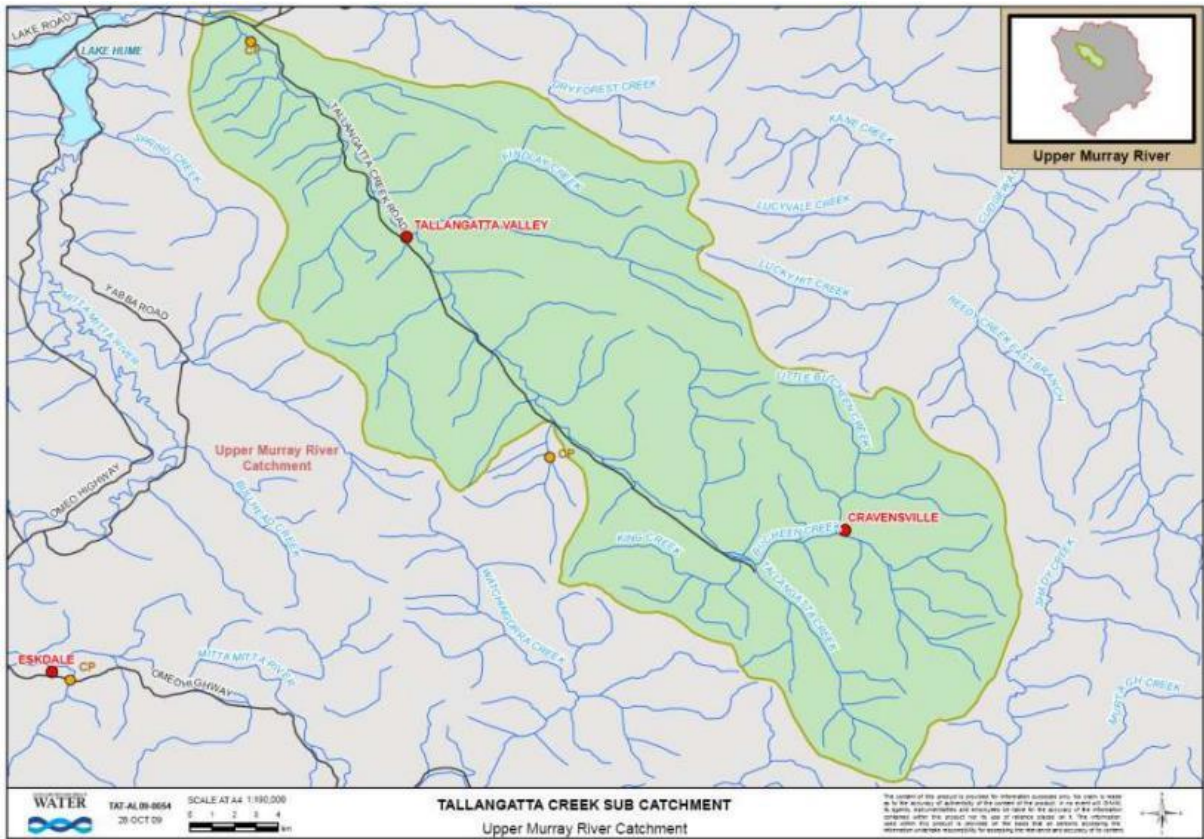 LAKE ROAD
LAKE HUME
CP
DRY FOREST CREEK
KANE CREEK
Upper Murray River
SPRING CREEK
TALLANGATTA CREEK ROAD
FINDLAY CREEK
LUCYVALE CREEK
TALLANGATTA VALLEY
LUCKY HIT CREEK
MITTA MITTA RIVER
YABBA ROAD
REEDY CREEK EAST BRANCH
LITTLE BUCHEEN CREEK
Upper Murray River
Catchment
CP
OMEO HIGHWAY
BULLHEAD CREEK
CRAVENSVILLE
BUCHEEN CREEK
KING CREEK
TALLANGATTA CREEK
SHADY CREEK
WATCHINGORRA CREEK
ESKDALE
CP
MITTA MITTA RIVER
OMEO HIGHWAY
MURTAGH CREEK
WATER
TAT-AL09-0054
28 OCT 09
SCALE AT A4 1:190,000
0 1 2 3 4
km
TALLANGATTA CREEK SUB CATCHMENT
Upper Murray River Catchment